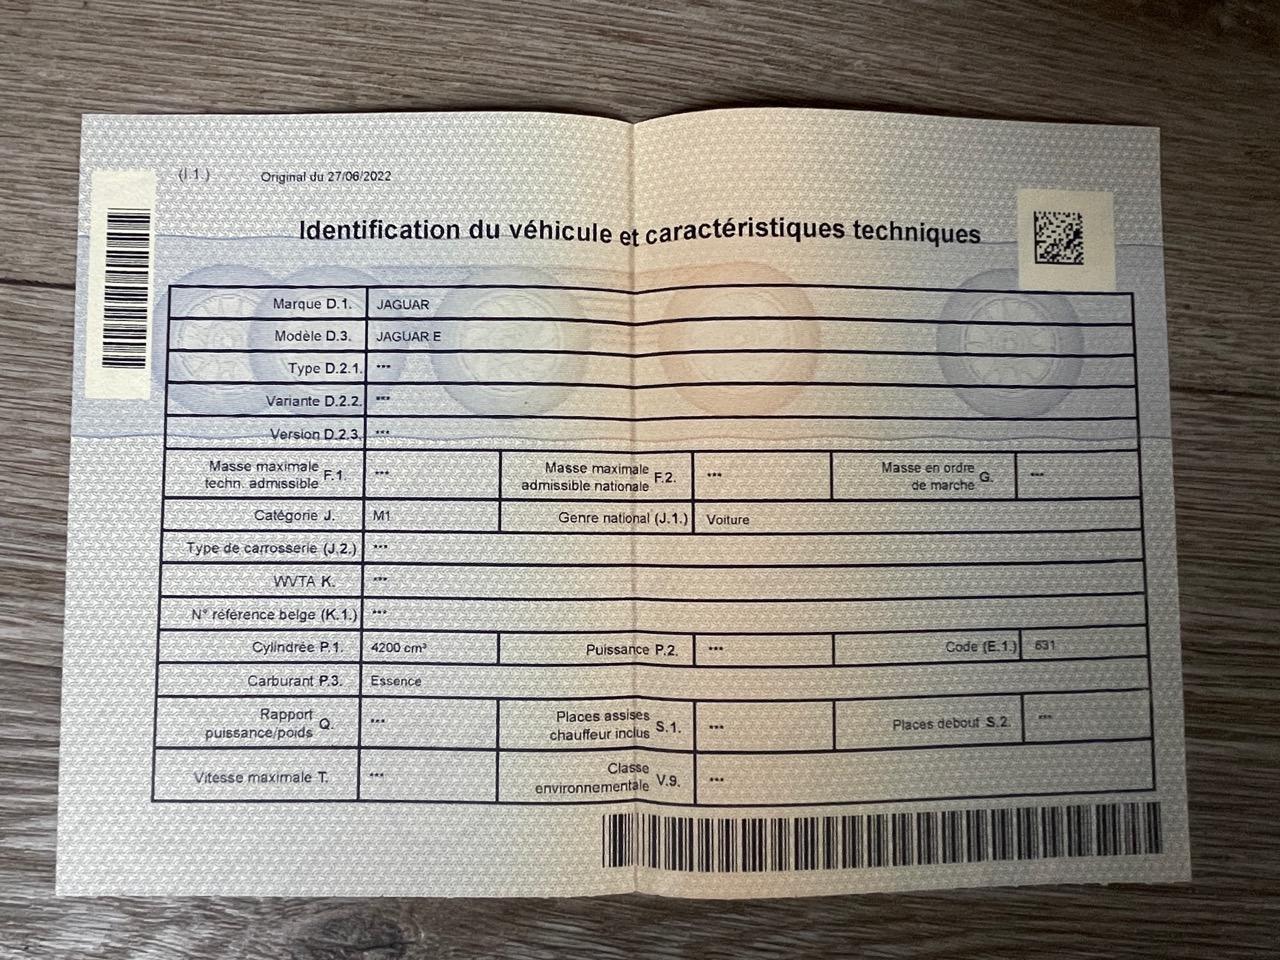 (I.1.) Original du 27/06/2022
Identification du véhicule et caractéristiques techniques
Marque D.1. JAGUAR
Modèle D.3. JAGUAR E
Type D.2.1. ***
Variante D.2.2. ***
Version D.2.3. ***
Masse maximale techn. admissible F.1. *** Masse maximale admissible nationale F.2. *** Masse en ordre de marche G. ***
Catégorie J. M1 Genre national (J.1.) Voiture
Type de carrosserie (J.2.) ***
WVTA K. ***
N° référence belge (K.1.) ***
Cylindrée P.1. 4200 cm³ Puissance P.2. *** Code (E.1.) 631
Carburant P.3. Essence
Rapport puissance/poids Q. *** Places assises chauffeur inclus S.1. *** Places debout S.2. ***
Vitesse maximale T. *** Classe environnementale V.9. ***